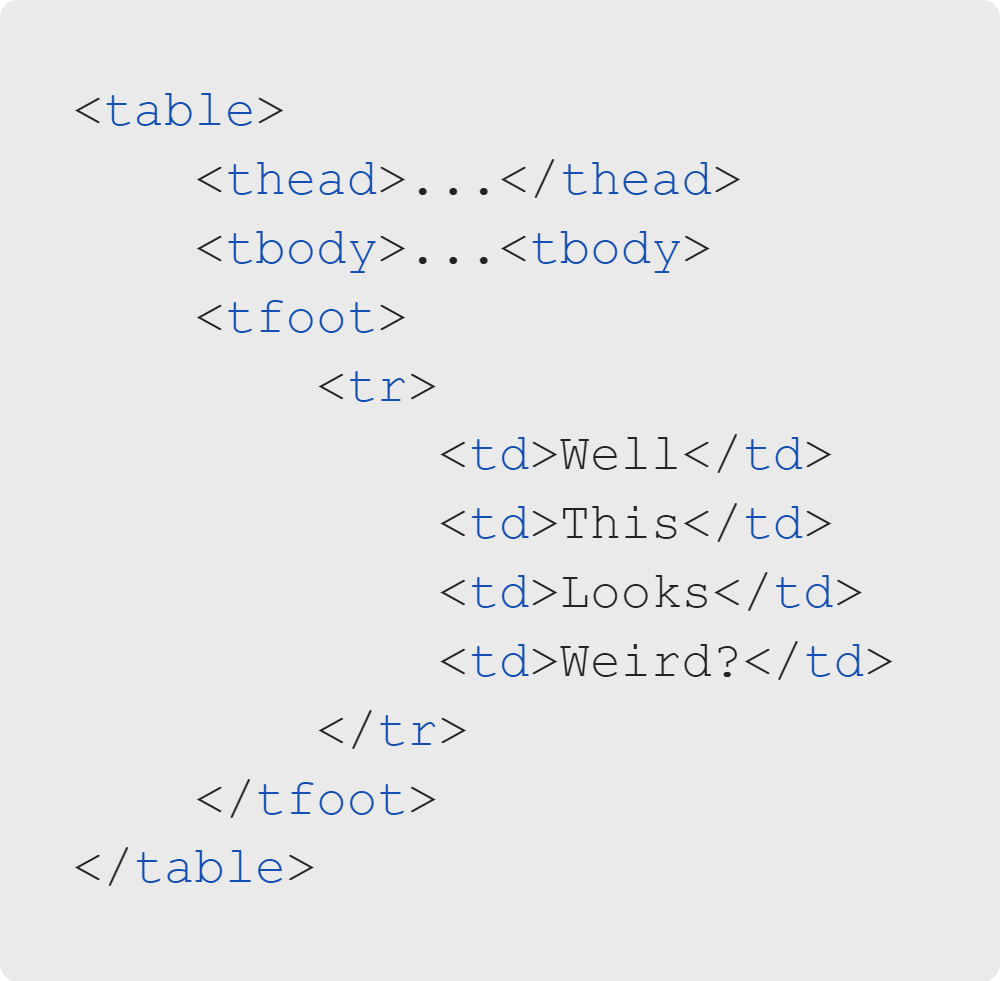 <table>
<thead>...</thead>
<tbody>...<tbody>
<tfoot>
<tr>
<td>Well</td>
<td>This</td>
<td>Looks</td>
<td>Weird?</td>
</tr>
</tfoot>
</table>